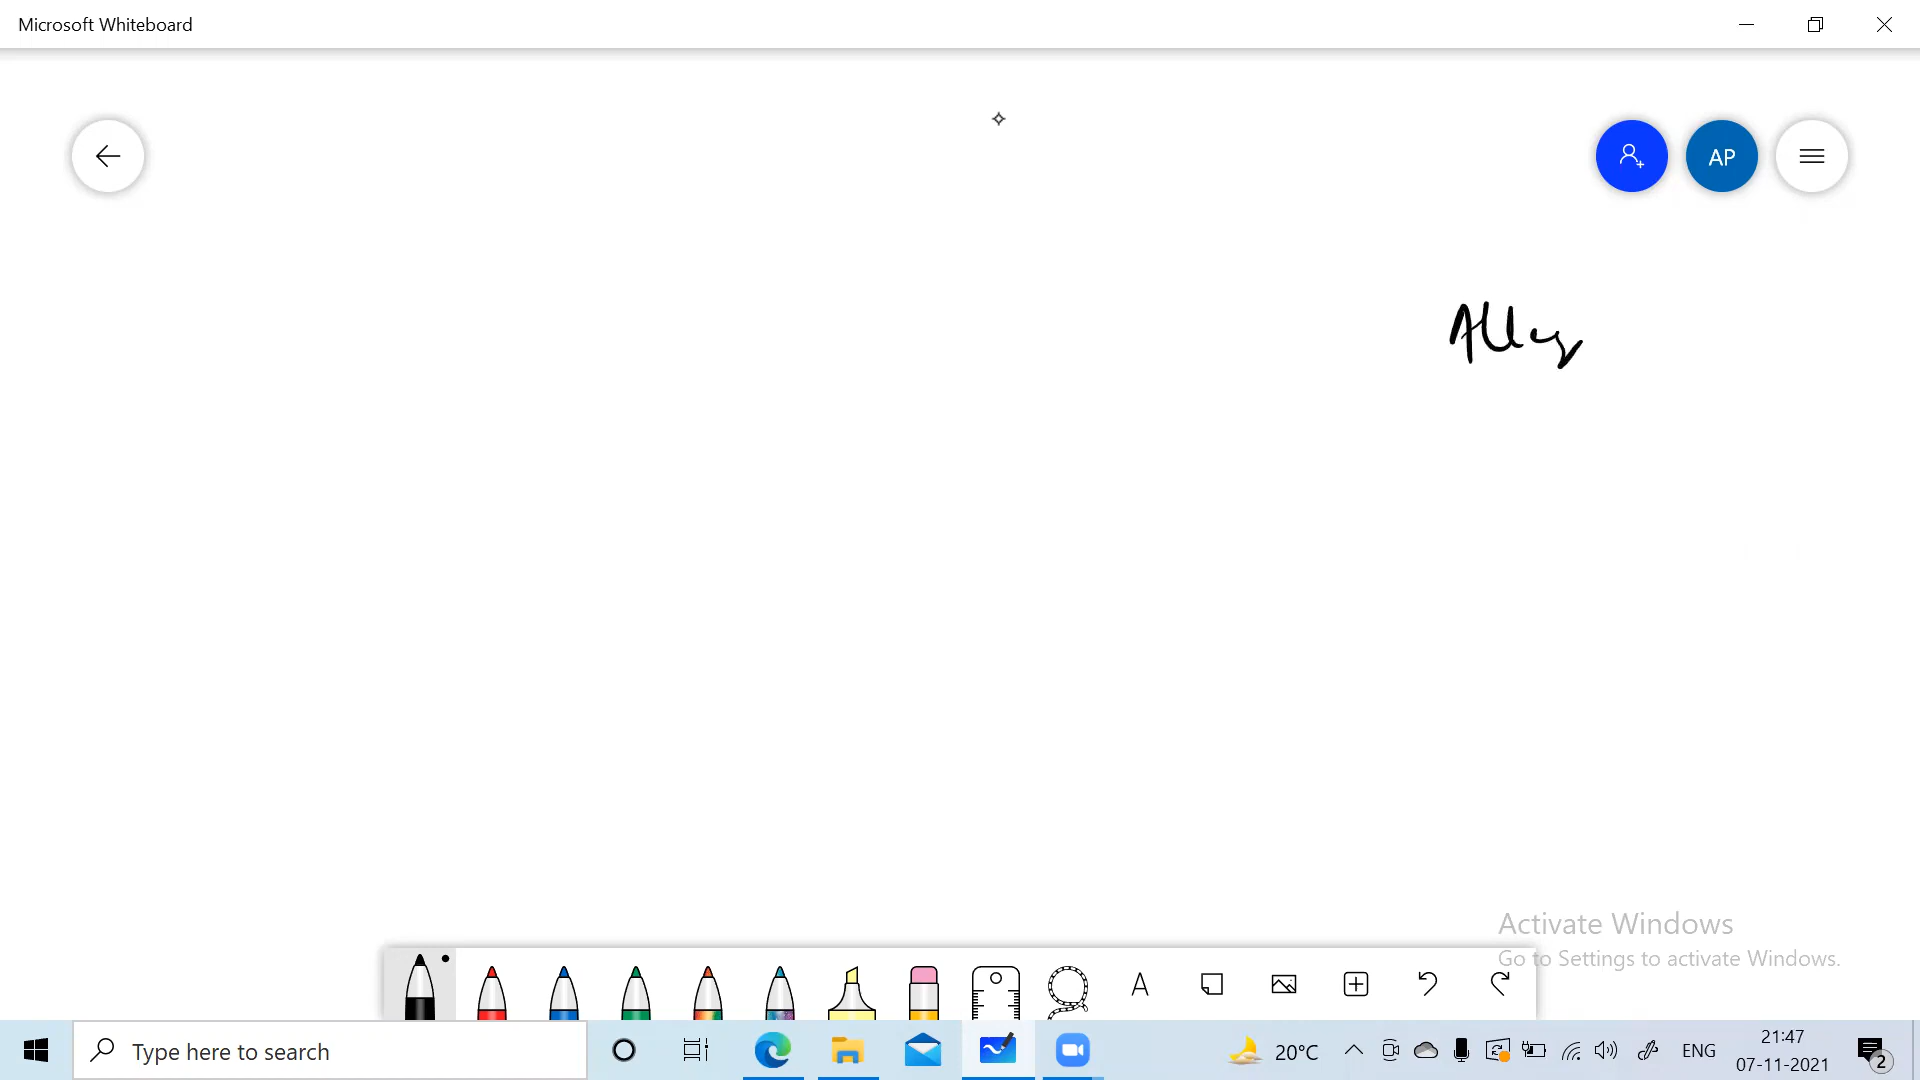 Microsoft Whiteboard
AP
Activate Windows
Go to Settings to activate Windows.
A
Type here to search
20°C
ENG
21:47
07-11-2021
2